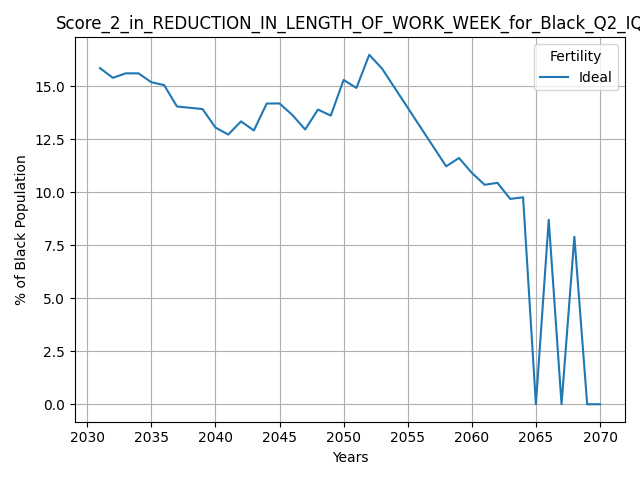 Score_2_in_REDUCTION_IN_LENGTH_OF_WORK_WEEK_for_Black_Q2_IQ
Fertility
Ideal
15.0
12.5
10.0
7.5
5.0
2.5
0.0
% of Black Population
2030 2035 2040 2045 2050 2055 2060 2065 2070
Years